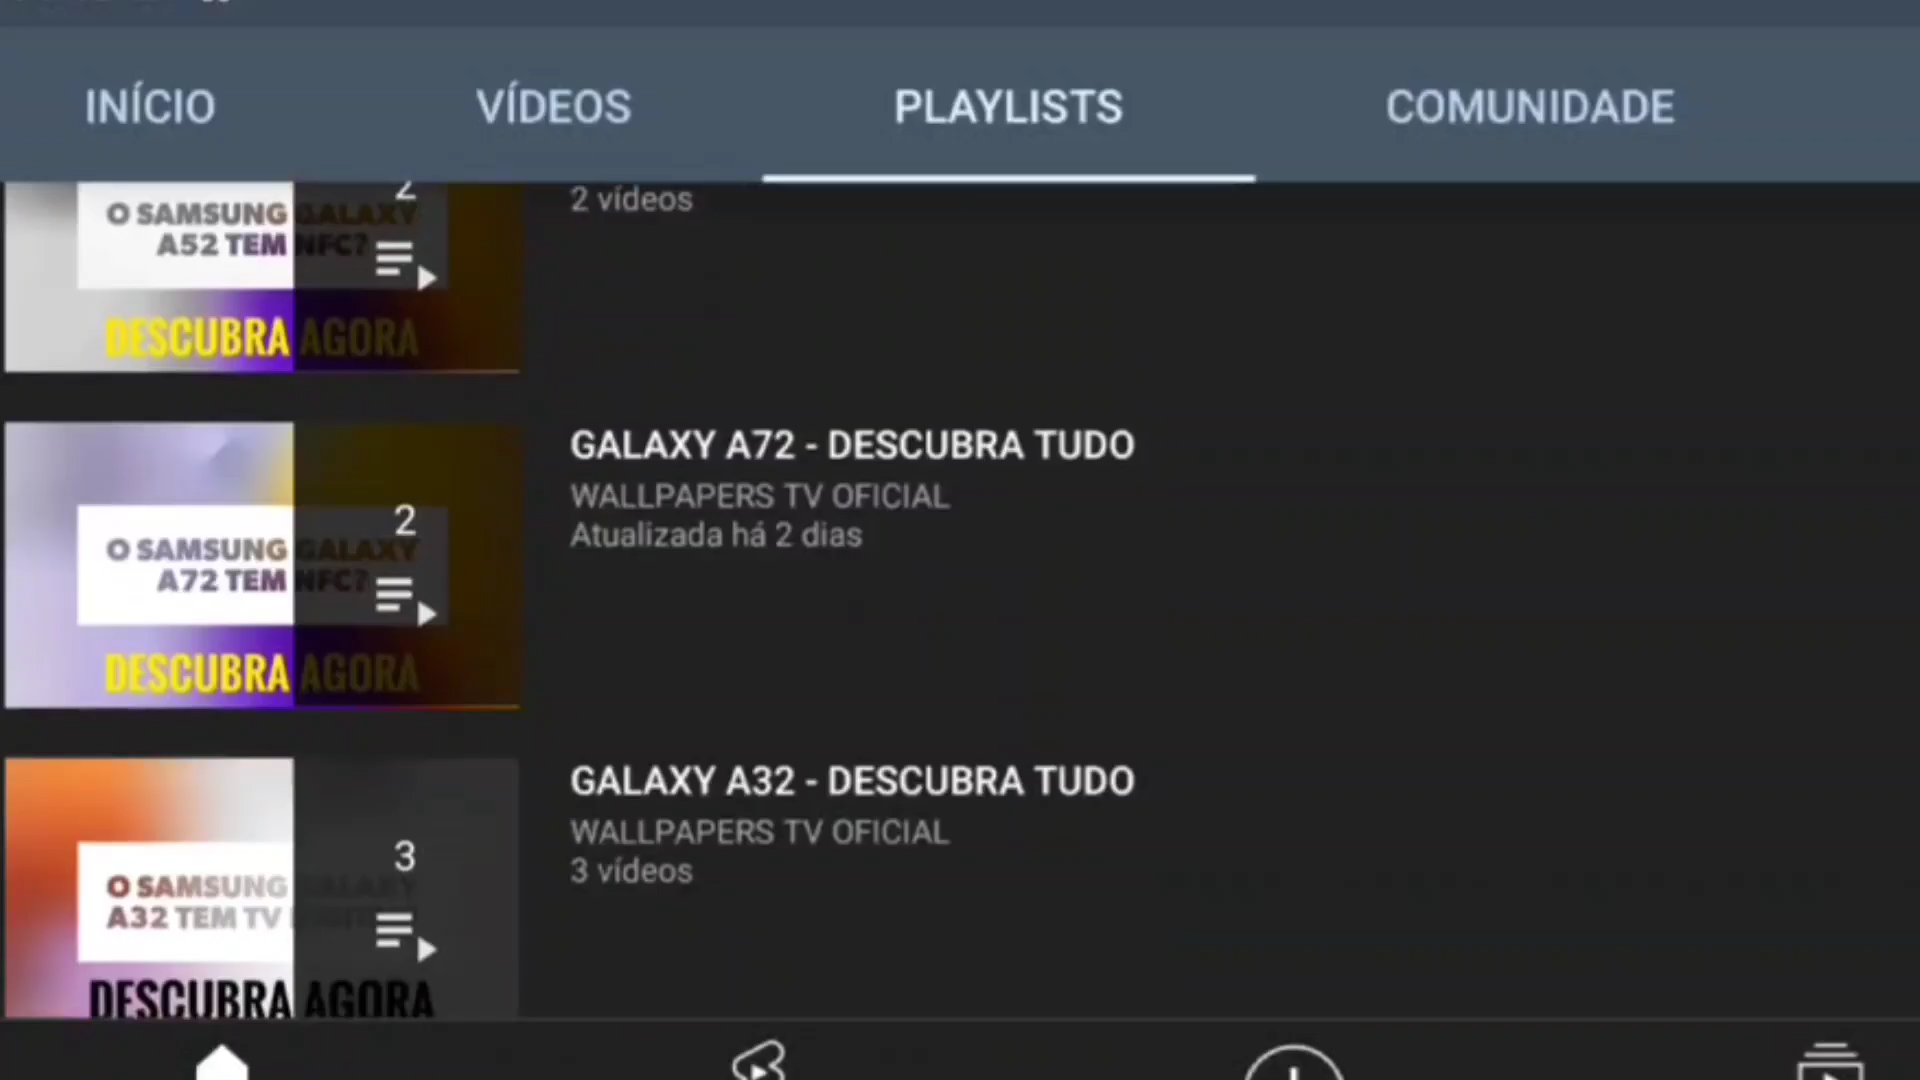 INÍCIO
VÍDEOS
PLAYLISTS
COMUNIDADE
2
O SAMSUNG GALAXY
A52 TEM NFC?
DESCUBRA AGORA
2 vídeos
2
O SAMSUNG GALAXY
A72 TEM NFC?
DESCUBRA AGORA
GALAXY A72 - DESCUBRA TUDO
WALLPAPERS TV OFICIAL
Atualizada há 2 dias
3
O SAMSUNG GALAXY
A32 TEM TV
DESCUBRA AGORA
GALAXY A32 - DESCUBRA TUDO
WALLPAPERS TV OFICIAL
3 vídeos